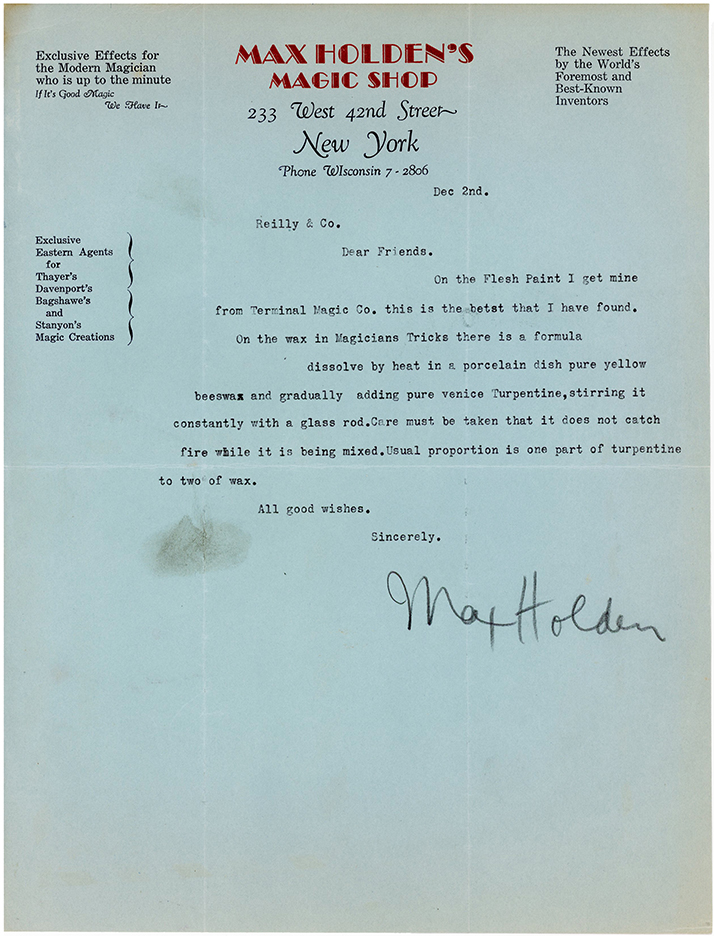 Exclusive Effects for
the Modern Magician
who is up to the minute
If It's Good Magic
We Have It
MAX HOLDEN'S
MAGIC SHOP
233 West 42nd Street
New York
Phone WIsconsin 7 - 2806
The Newest Effects
by the World's
Foremost and
Best-Known
Inventors
Dec 2nd.
Reilly & Co.
Dear Friends.
Exclusive
Eastern Agents
for
Thayer's
Davenport's
Bagshawe's
and
Stanyon's
Magic Creations
On the Flesh Paint I get mine
from Terminal Magic Co. this is the betst that I have found.
On the wax in Magicians Tricks there is a formula
dissolve by heat in a porcelain dish pure yellow
beeswax and gradually adding pure venice Turpentine,stirring it
constantly with a glass rod.Care must be taken that it does not catch
fire while it is being mixed.Usual proportion is one part of turpentine
to two of wax.
All good wishes.
Sincerely.
Max Holden